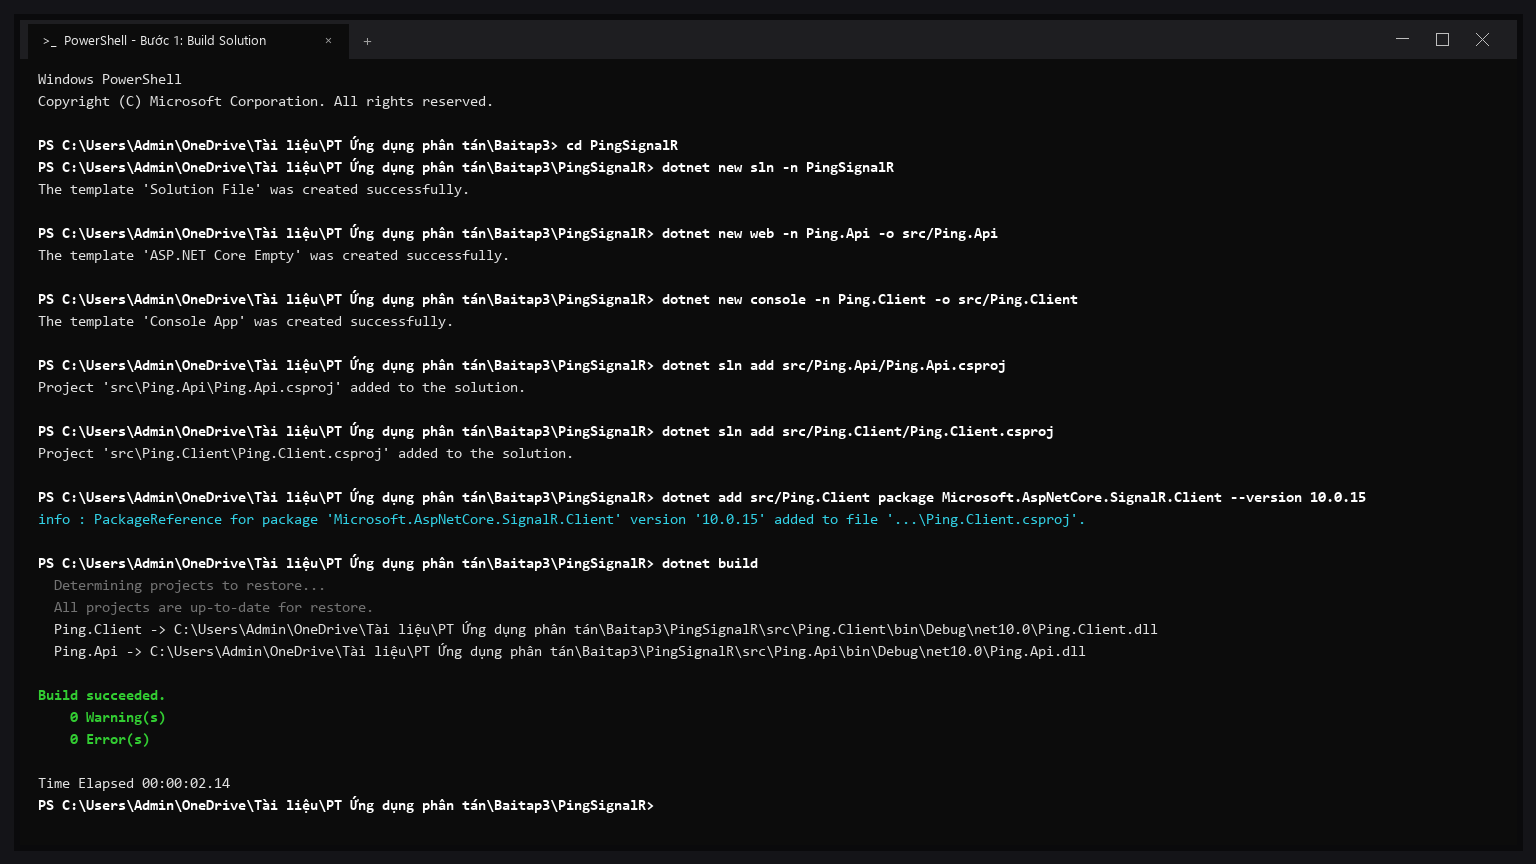 >_ PowerShell - Bước 1: Build Solution × +
Windows PowerShell
Copyright (C) Microsoft Corporation. All rights reserved.
PS C:\Users\Admin\OneDrive\Tài liệu\PT Ứng dụng phân tán\Baitap3> cd PingSignalR
PS C:\Users\Admin\OneDrive\Tài liệu\PT Ứng dụng phân tán\Baitap3\PingSignalR> dotnet new sln -n PingSignalR
The template 'Solution File' was created successfully.
PS C:\Users\Admin\OneDrive\Tài liệu\PT Ứng dụng phân tán\Baitap3\PingSignalR> dotnet new web -n Ping.Api -o src/Ping.Api
The template 'ASP.NET Core Empty' was created successfully.
PS C:\Users\Admin\OneDrive\Tài liệu\PT Ứng dụng phân tán\Baitap3\PingSignalR> dotnet new console -n Ping.Client -o src/Ping.Client
The template 'Console App' was created successfully.
PS C:\Users\Admin\OneDrive\Tài liệu\PT Ứng dụng phân tán\Baitap3\PingSignalR> dotnet sln add src/Ping.Api/Ping.Api.csproj
Project 'src\Ping.Api\Ping.Api.csproj' added to the solution.
PS C:\Users\Admin\OneDrive\Tài liệu\PT Ứng dụng phân tán\Baitap3\PingSignalR> dotnet sln add src/Ping.Client/Ping.Client.csproj
Project 'src\Ping.Client\Ping.Client.csproj' added to the solution.
PS C:\Users\Admin\OneDrive\Tài liệu\PT Ứng dụng phân tán\Baitap3\PingSignalR> dotnet add src/Ping.Client package Microsoft.AspNetCore.SignalR.Client --version 10.0.15
info : PackageReference for package 'Microsoft.AspNetCore.SignalR.Client' version '10.0.15' added to file '...\Ping.Client.csproj'.
PS C:\Users\Admin\OneDrive\Tài liệu\PT Ứng dụng phân tán\Baitap3\PingSignalR> dotnet build
Determining projects to restore...
All projects are up-to-date for restore.
Ping.Client -> C:\Users\Admin\OneDrive\Tài liệu\PT Ứng dụng phân tán\Baitap3\PingSignalR\src\Ping.Client\bin\Debug\net10.0\Ping.Client.dll
Ping.Api -> C:\Users\Admin\OneDrive\Tài liệu\PT Ứng dụng phân tán\Baitap3\PingSignalR\src\Ping.Api\bin\Debug\net10.0\Ping.Api.dll
Build succeeded.
0 Warning(s)
0 Error(s)
Time Elapsed 00:00:02.14
PS C:\Users\Admin\OneDrive\Tài liệu\PT Ứng dụng phân tán\Baitap3\PingSignalR>